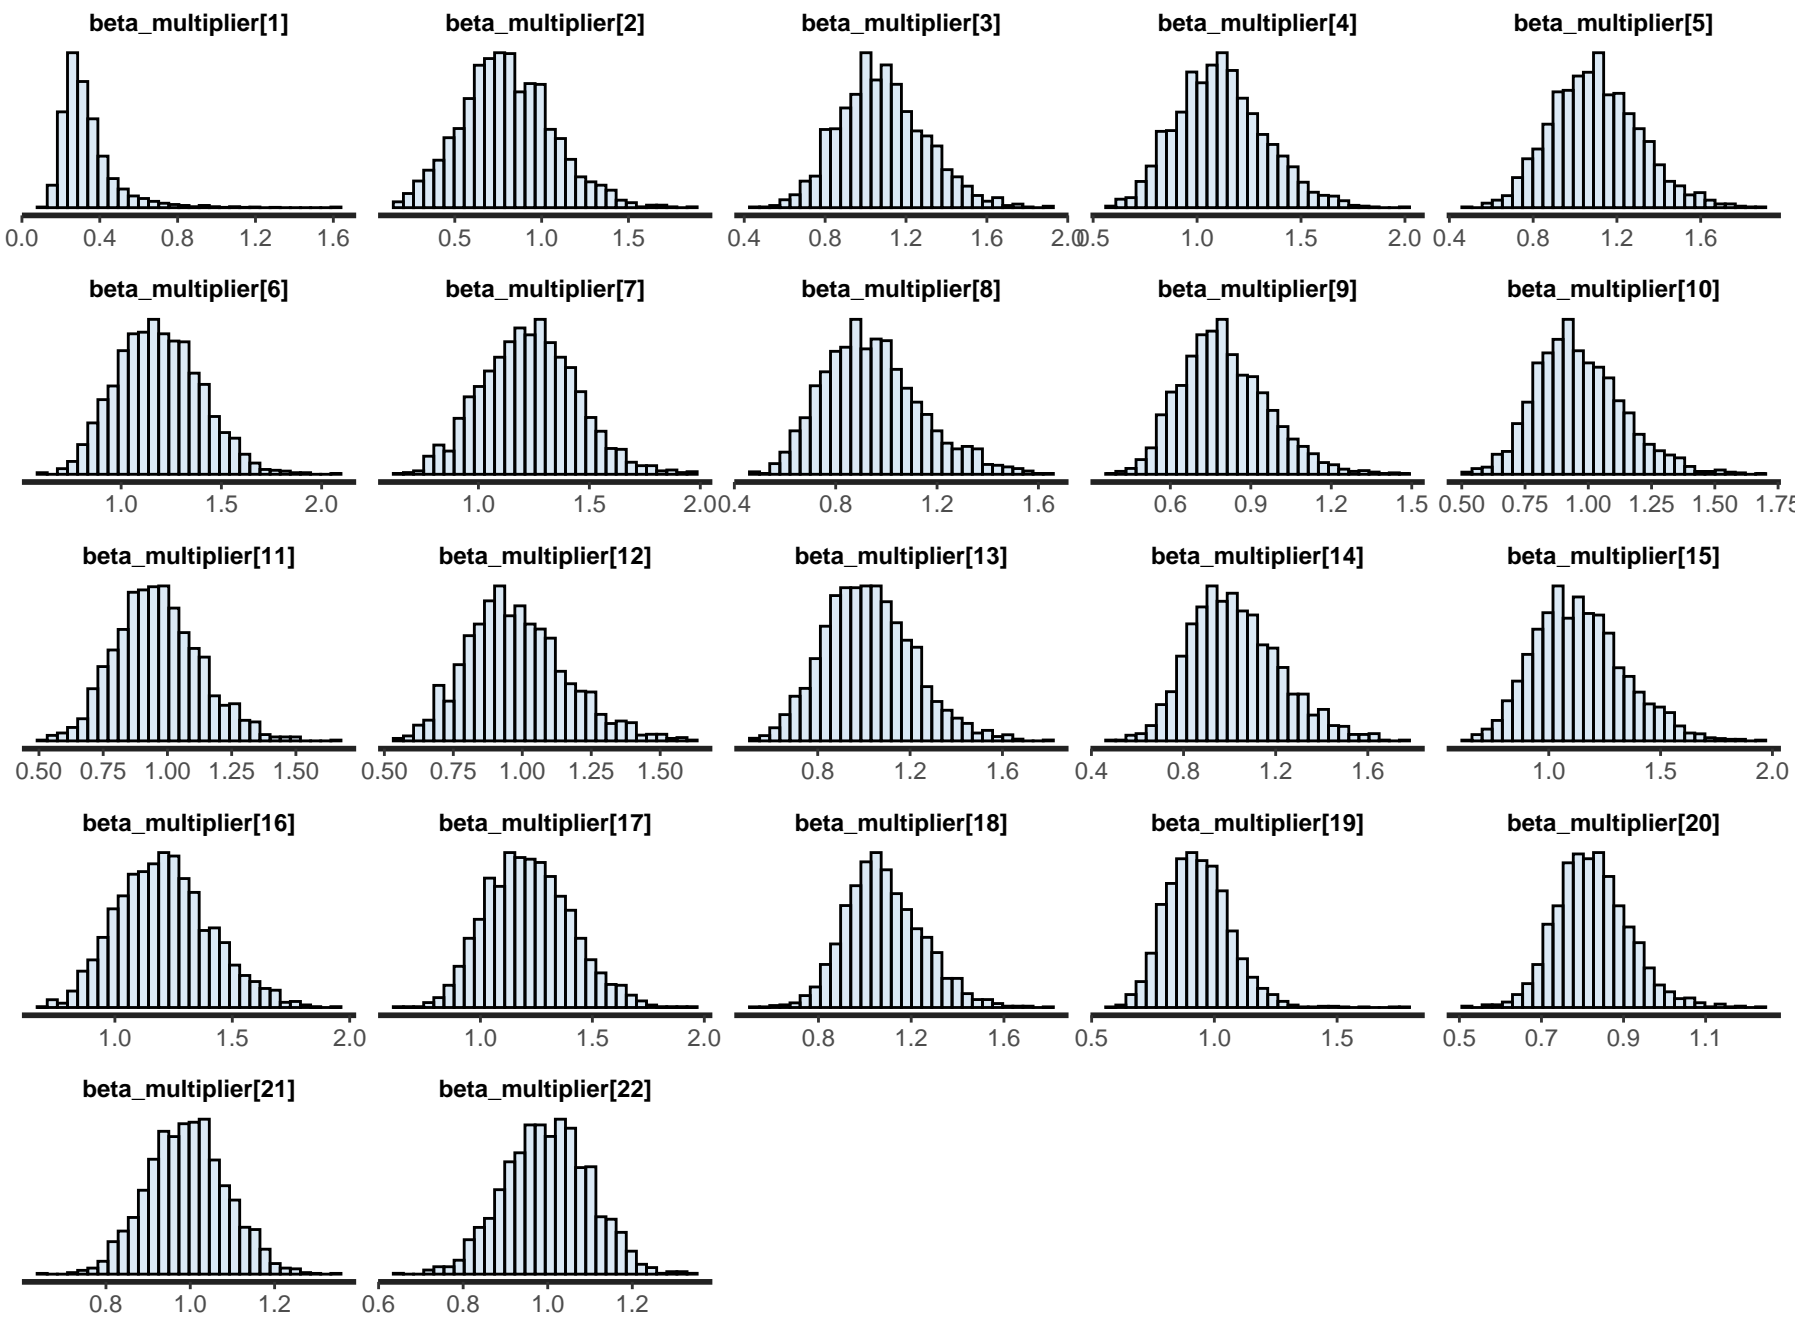 beta_multiplier[1] beta_multiplier[2] beta_multiplier[3] beta_multiplier[4] beta_multiplier[5]
0.0 0.4 0.8 1.2 1.6 0.5 1.0 1.5 0.4 0.8 1.2 1.6 2.0 0.5 1.0 1.5 2.0 0.4 0.8 1.2 1.6
beta_multiplier[6] beta_multiplier[7] beta_multiplier[8] beta_multiplier[9] beta_multiplier[10]
1.0 1.5 2.0 1.0 1.5 2.0 0.4 0.8 1.2 1.6 0.6 0.9 1.2 1.5 0.50 0.75 1.00 1.25 1.50 1.75
beta_multiplier[11] beta_multiplier[12] beta_multiplier[13] beta_multiplier[14] beta_multiplier[15]
0.50 0.75 1.00 1.25 1.50 0.50 0.75 1.00 1.25 1.50 0.8 1.2 1.6 0.4 0.8 1.2 1.6 1.0 1.5 2.0
beta_multiplier[16] beta_multiplier[17] beta_multiplier[18] beta_multiplier[19] beta_multiplier[20]
1.0 1.5 2.0 1.0 1.5 2.0 0.8 1.2 1.6 0.5 1.0 1.5 0.5 0.7 0.9 1.1
beta_multiplier[21] beta_multiplier[22]
0.8 1.0 1.2 0.6 0.8 1.0 1.2